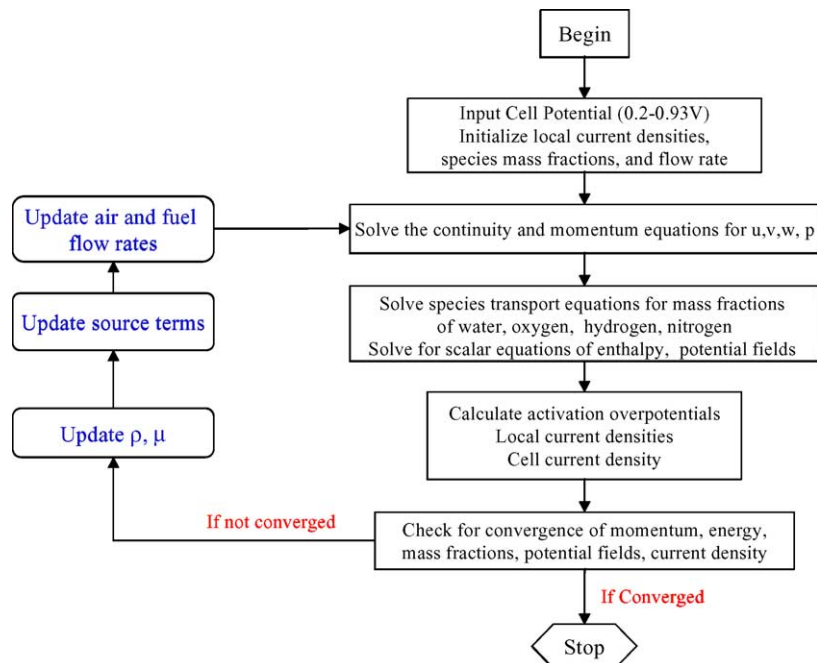 Begin
Input Cell Potential (0.2-0.93V)
Initialize local current densities,
species mass fractions, and flow rate
Update air and fuel
flow rates
Solve the continuity and momentum equations for u,v,w, p
Update source terms
Solve species transport equations for mass fractions
of water, oxygen, hydrogen, nitrogen
Solve for scalar equations of enthalpy, potential fields
Update ρ, μ
Calculate activation overpotentials
Local current densities
Cell current density
If not converged
Check for convergence of momentum, energy,
mass fractions, potential fields, current density
If Converged
Stop